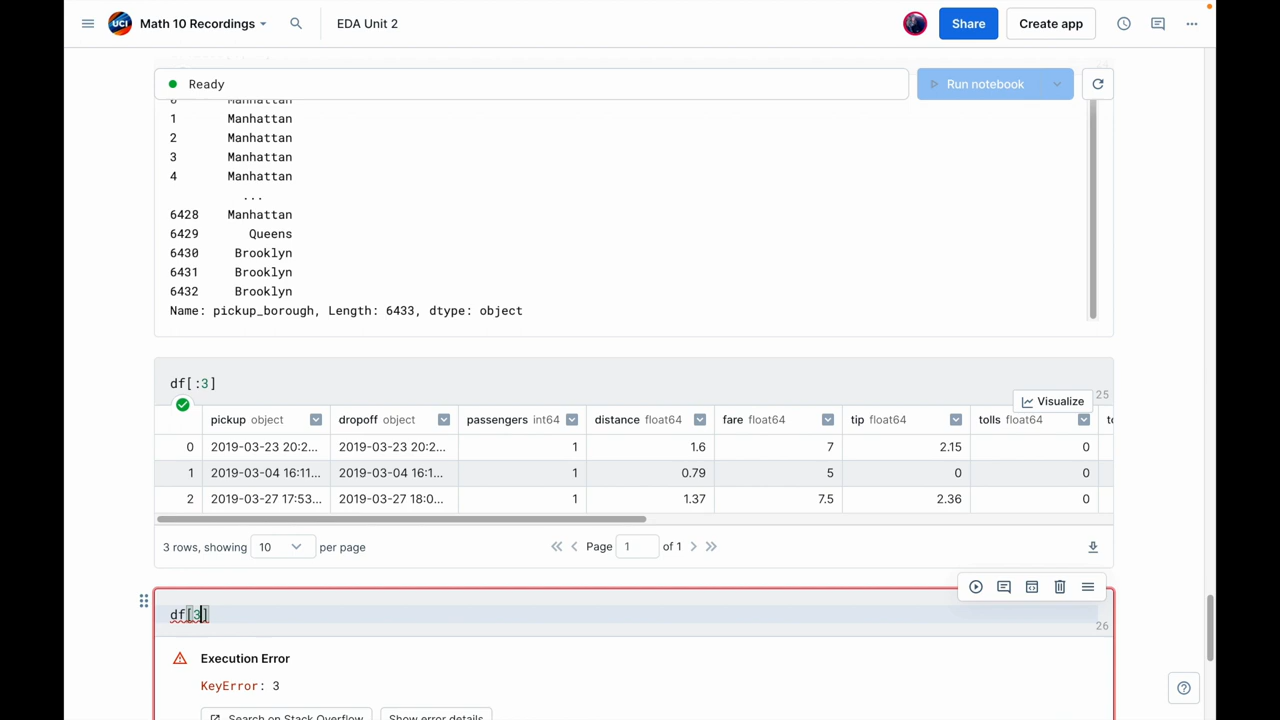 UCI Math 10 Recordings EDA Unit 2 Share Create app
Ready Run notebook
0 Manhattan
1 Manhattan
2 Manhattan
3 Manhattan
4 Manhattan
...
6428 Manhattan
6429 Queens
6430 Brooklyn
6431 Brooklyn
6432 Brooklyn
Name: pickup_borough, Length: 6433, dtype: object
df[:3]
25
Visualize
pickup object dropoff object passengers int64 distance float64 fare float64 tip float64 tolls float64
0 2019-03-23 20:2... 2019-03-23 20:2... 1 1.6 7 2.15 0
1 2019-03-04 16:11... 2019-03-04 16:1... 1 0.79 5 0 0
2 2019-03-27 17:53... 2019-03-27 18:0... 1 1.37 7.5 2.36 0
3 rows, showing 10 per page Page 1 of 1
df[3]
26
Execution Error
KeyError: 3
Search on Stack Overflow Show error details